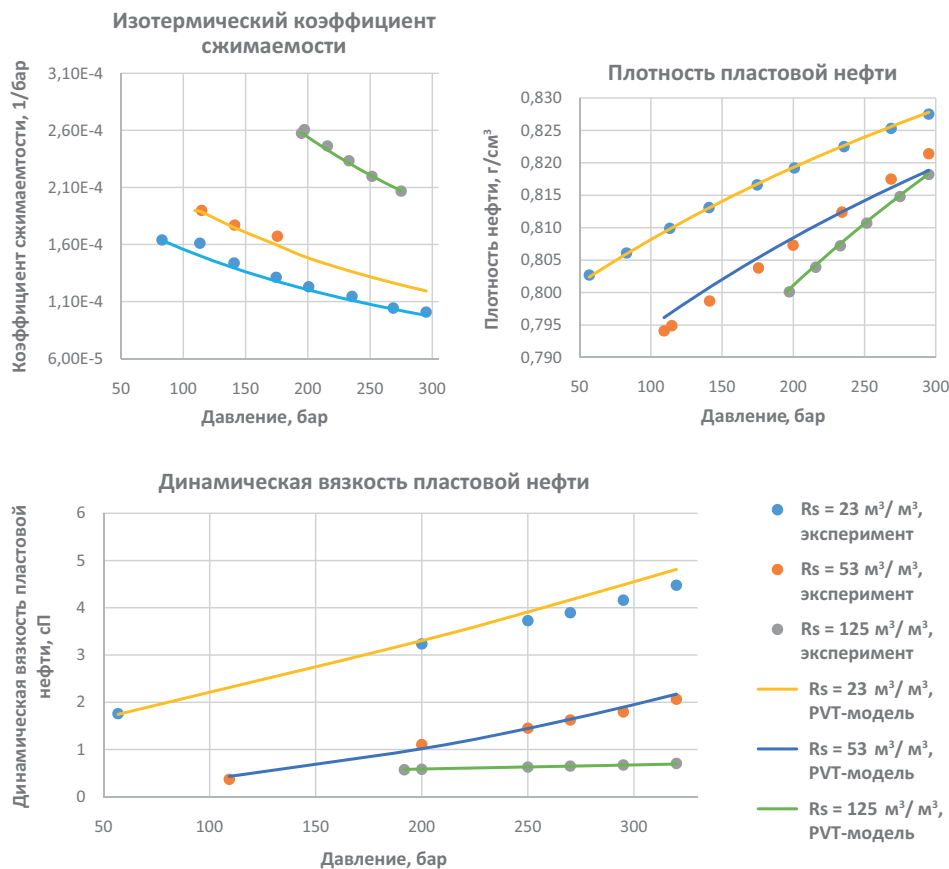 Изотермический коэффициент
сжимаемости
Коэффициент сжимаемтости, 1/бар
3,10E-4
2,60E-4
2,10E-4
1,60E-4
1,10E-4
6,00E-5
50
100
150
200
250
300
Давление, бар
Плотность пластовой нефти
Плотность нефти, г/см³
0,830
0,825
0,820
0,815
0,810
0,805
0,800
0,795
0,790
50
100
150
200
250
300
Давление, бар
Динамическая вязкость пластовой нефти
Динамическая вязкость пластовой
нефти, сП
6
5
4
3
2
1
0
50
100
150
200
250
300
Давление, бар
Rs = 23 м³/ м³,
эксперимент
Rs = 53 м³/ м³,
эксперимент
Rs = 125 м³/ м³,
эксперимент
Rs = 23 м³/ м³,
PVT-модель
Rs = 53 м³/ м³,
PVT-модель
Rs = 125 м³/ м³,
PVT-модель